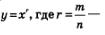 y = x^r, где r = m/n —